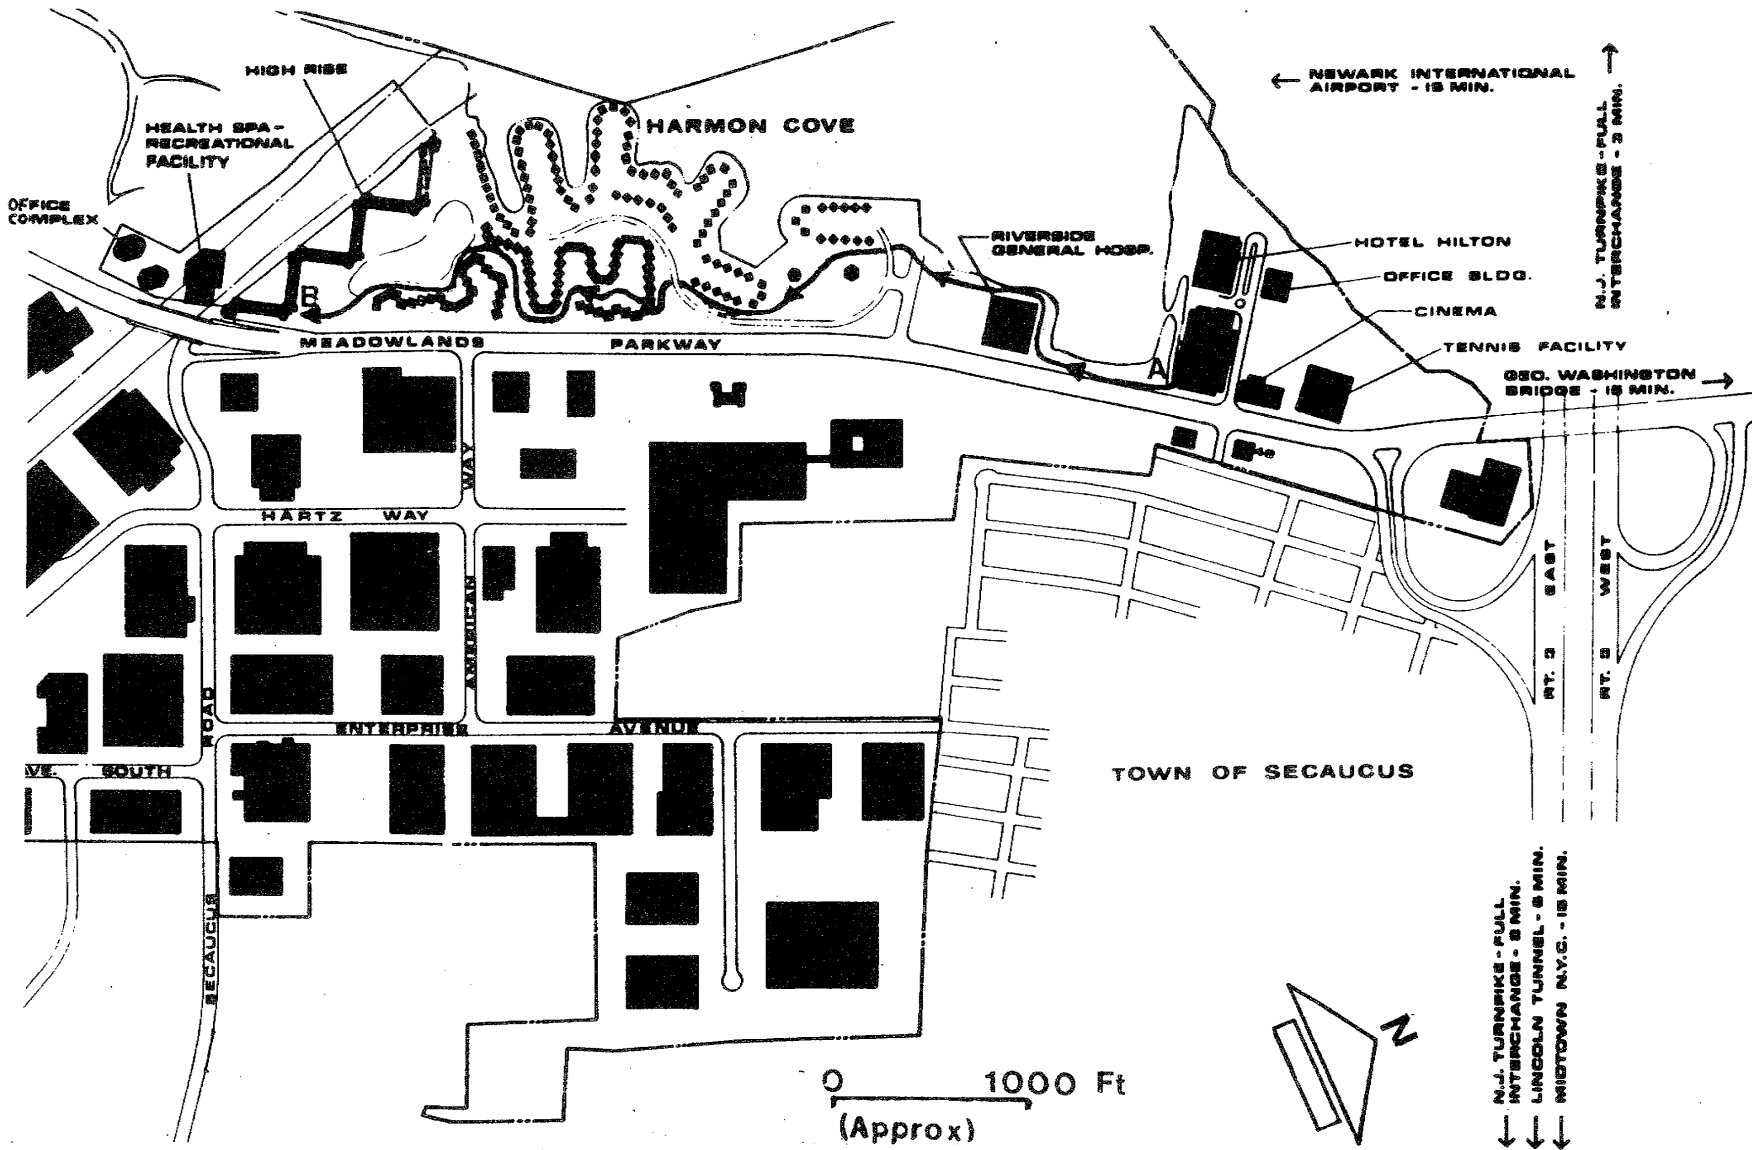 HIGH RISE
HEALTH SPA-
RECREATIONAL
FACILITY
OFFICE
COMPLEX
HARMON COVE
← NEWARK INTERNATIONAL
AIRPORT - 15 MIN.
N.J. TURNPIKE - FULL
INTERCHANGE - 3 MIN.
RIVERSIDE
GENERAL HOSP.
HOTEL HILTON
OFFICE BLDG.
CINEMA
TENNIS FACILITY
GEO. WASHINGTON
BRIDGE - 15 MIN. →
B
A
MEADOWLANDS PARKWAY
HARTZ WAY
AMERICAN WAY
ENTERPRISE AVENUE
AVE. SOUTH
SECAUCUS ROAD
TOWN OF SECAUCUS
RT. 3 EAST
RT. 3 WEST
N.J. TURNPIKE - FULL
INTERCHANGE - 2 MIN.
LINCOLN TUNNEL - 5 MIN.
MIDTOWN N.Y.C. - 15 MIN.
N
0 1000 Ft
(Approx)